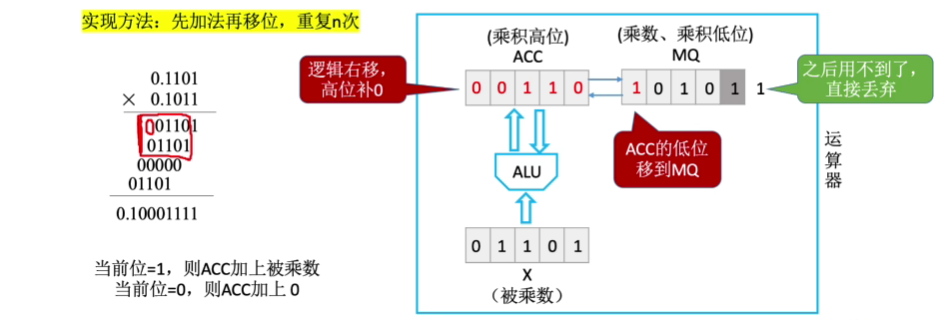 实现方法：先加法再移位，重复n次
0.1101
× 0.1011
001101
01101
00000
01101
0.10001111
当前位=1，则ACC加上被乘数
当前位=0，则ACC加上 0
(乘积高位)
ACC
(乘数、乘积低位)
MQ
逻辑右移，
高位补0
0 0 1 1 0
1 0 1 0 1 1
之后用不到了，
直接丢弃
ACC的低位
移到MQ
ALU
0 1 1 0 1
X
（被乘数）
运
算
器